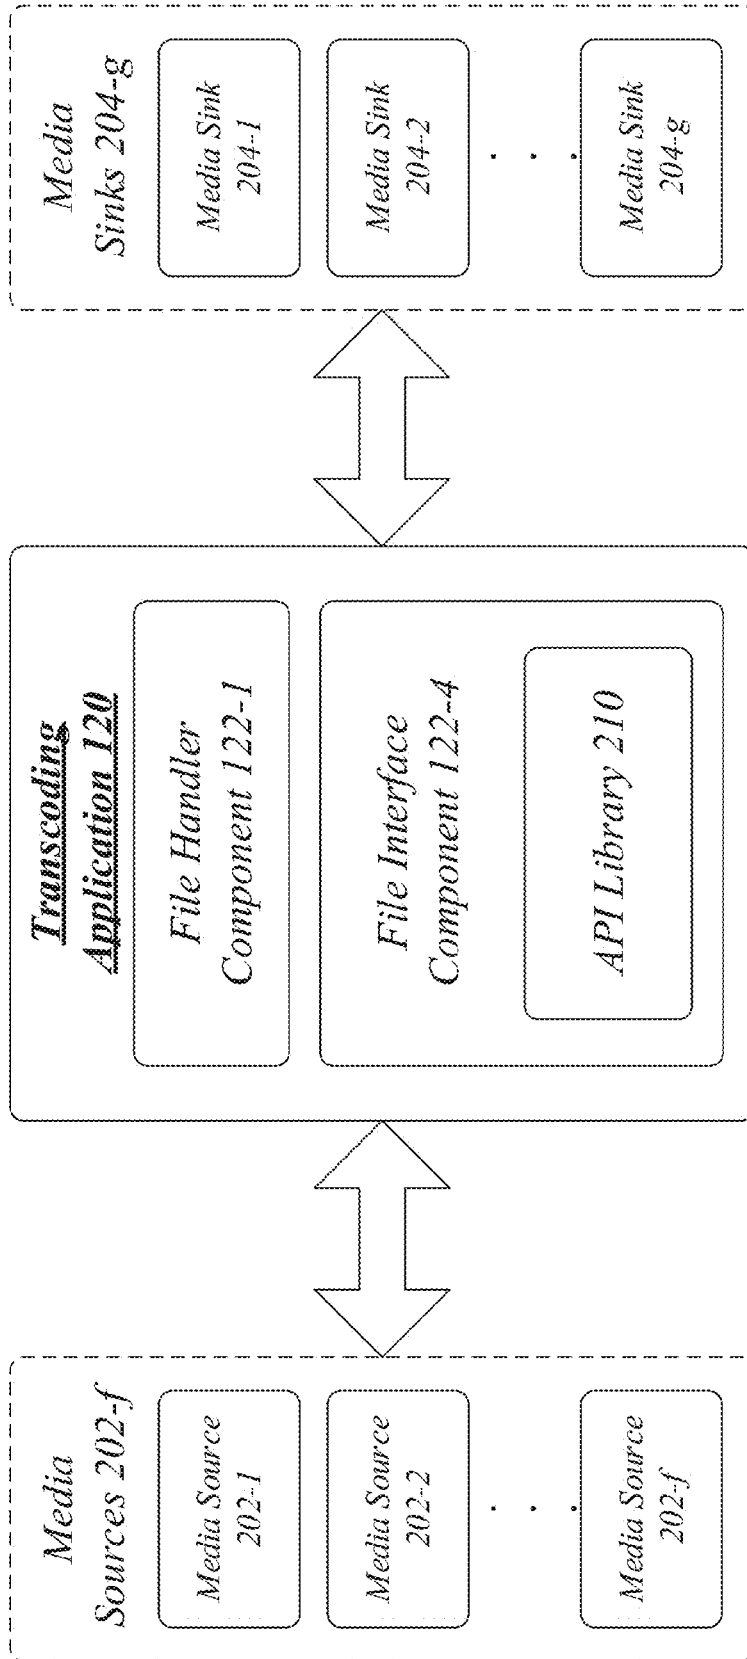 Media
Sources 202-f
Media Source
202-1
Media Source
202-2
. . .
Media Source
202-f
Transcoding
Application 120
File Handler
Component 122-1
File Interface
Component 122-4
API Library 210
Media
Sinks 204-g
Media Sink
204-1
Media Sink
204-2
. . .
Media Sink
204-g